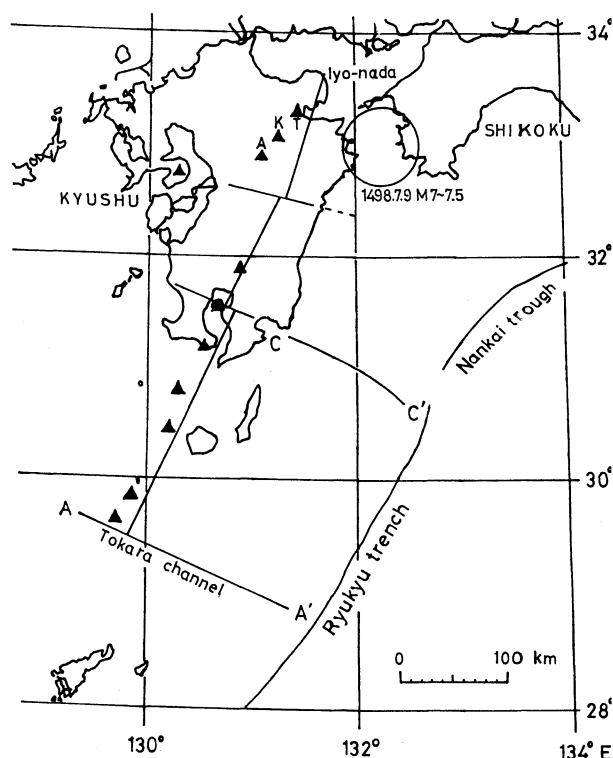 34°
Iyo-nada
K
T
A
SHIKOKU
KYUSHU
1498.7.9 M7~7.5
32°
Nankai trough
C
C'
30°
A
Tokara channel
Ryukyu trench
A'
0 100 km
28°
130° 132° 134° E